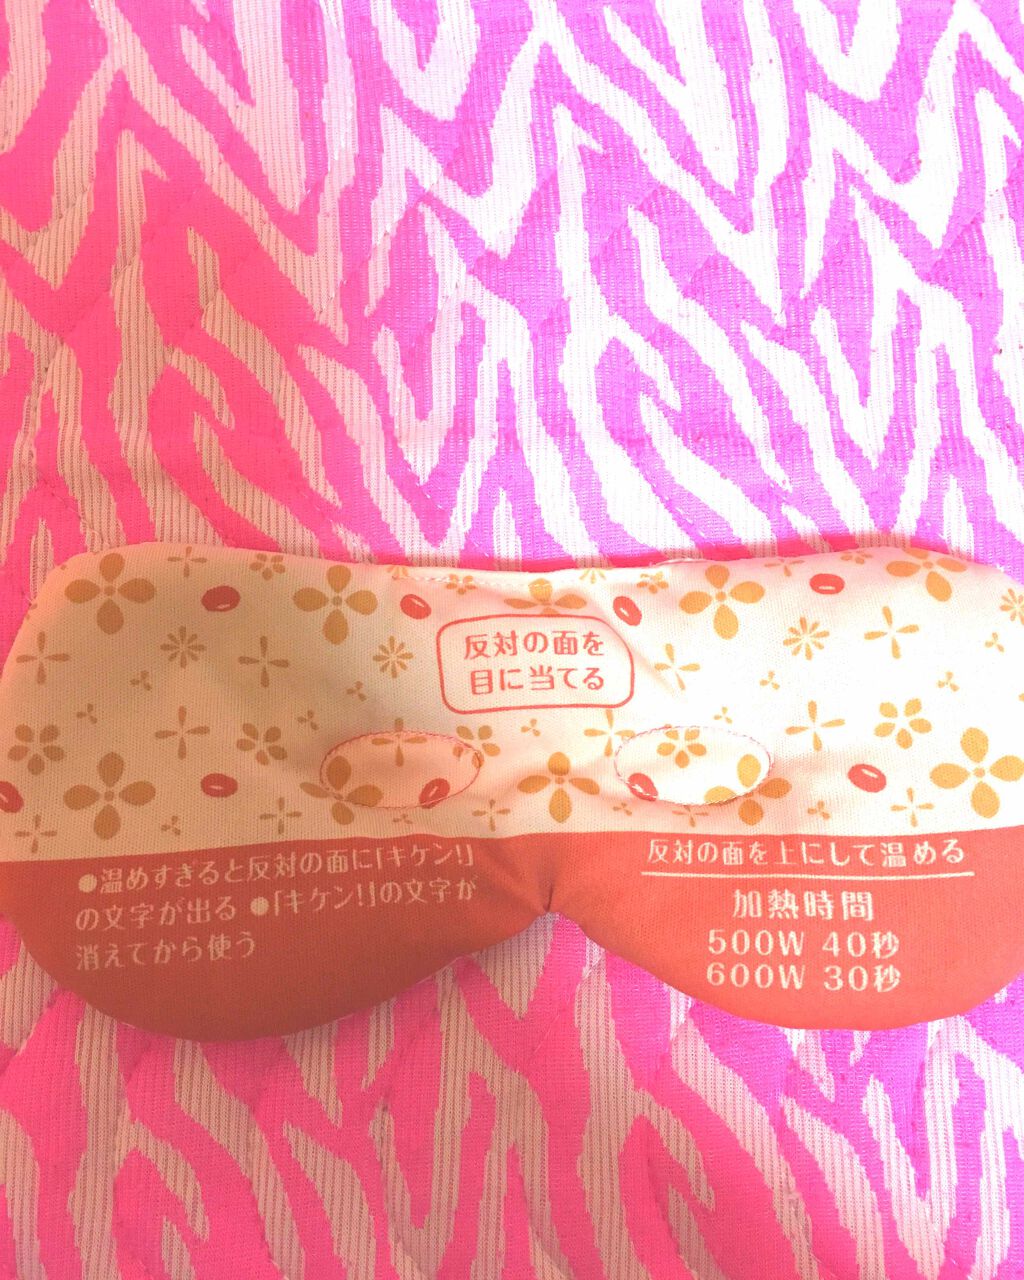 反対の面を
目に当てる
●温めすぎると反対の面に「キケン!」
の文字が出る ●「キケン!」の文字が
消えてから使う
反対の面を上にして温める
加熱時間
500W 40秒
600W 30秒